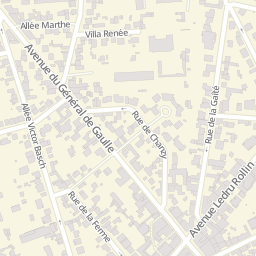 Allée Marthe
Villa Renée
Avenue du Général de Gaulle
Rue de Chanzy
Rue de la Gaîté
Allée Victor Basch
Rue de la Ferme
Avenue Ledru Rollin